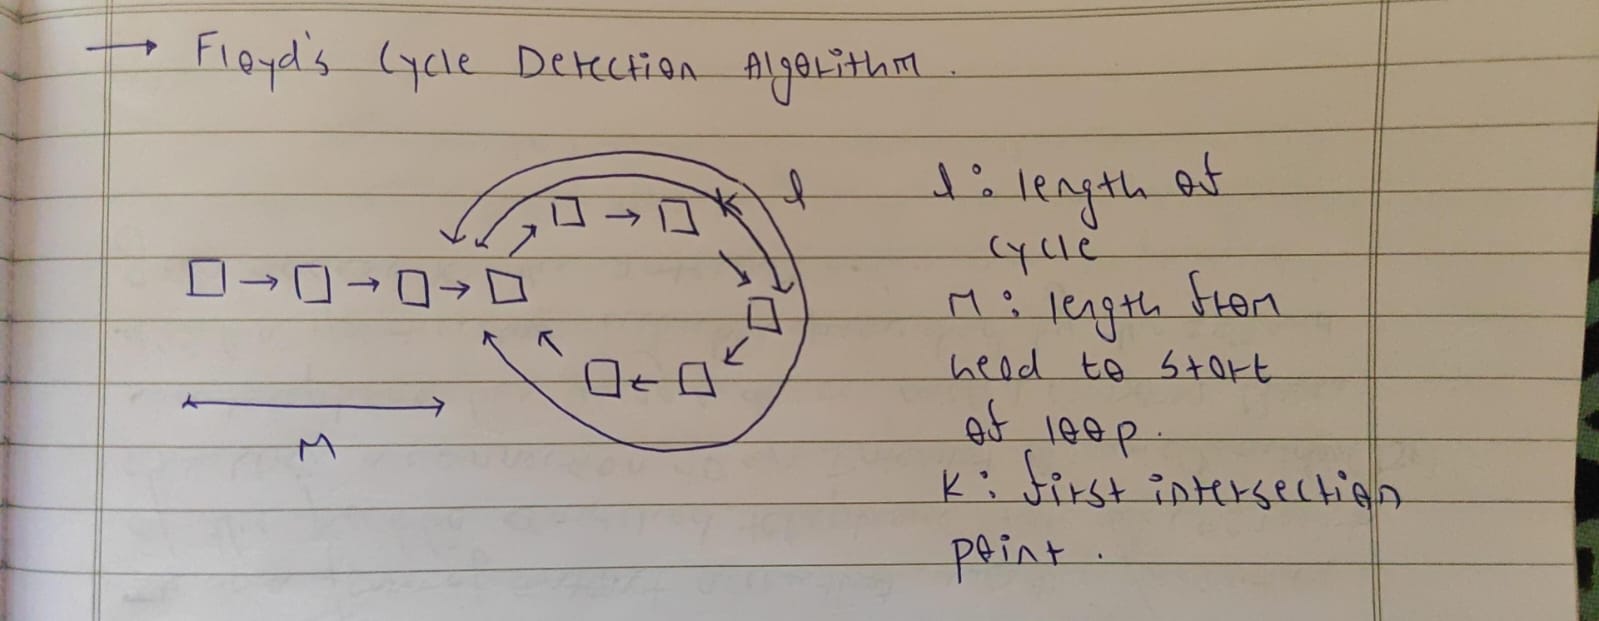 → Floyd's Cycle Detection Algorithm.
K
l
M
l: length of
cycle
M: length from
head to start
of loop.
K: first intersection
point.